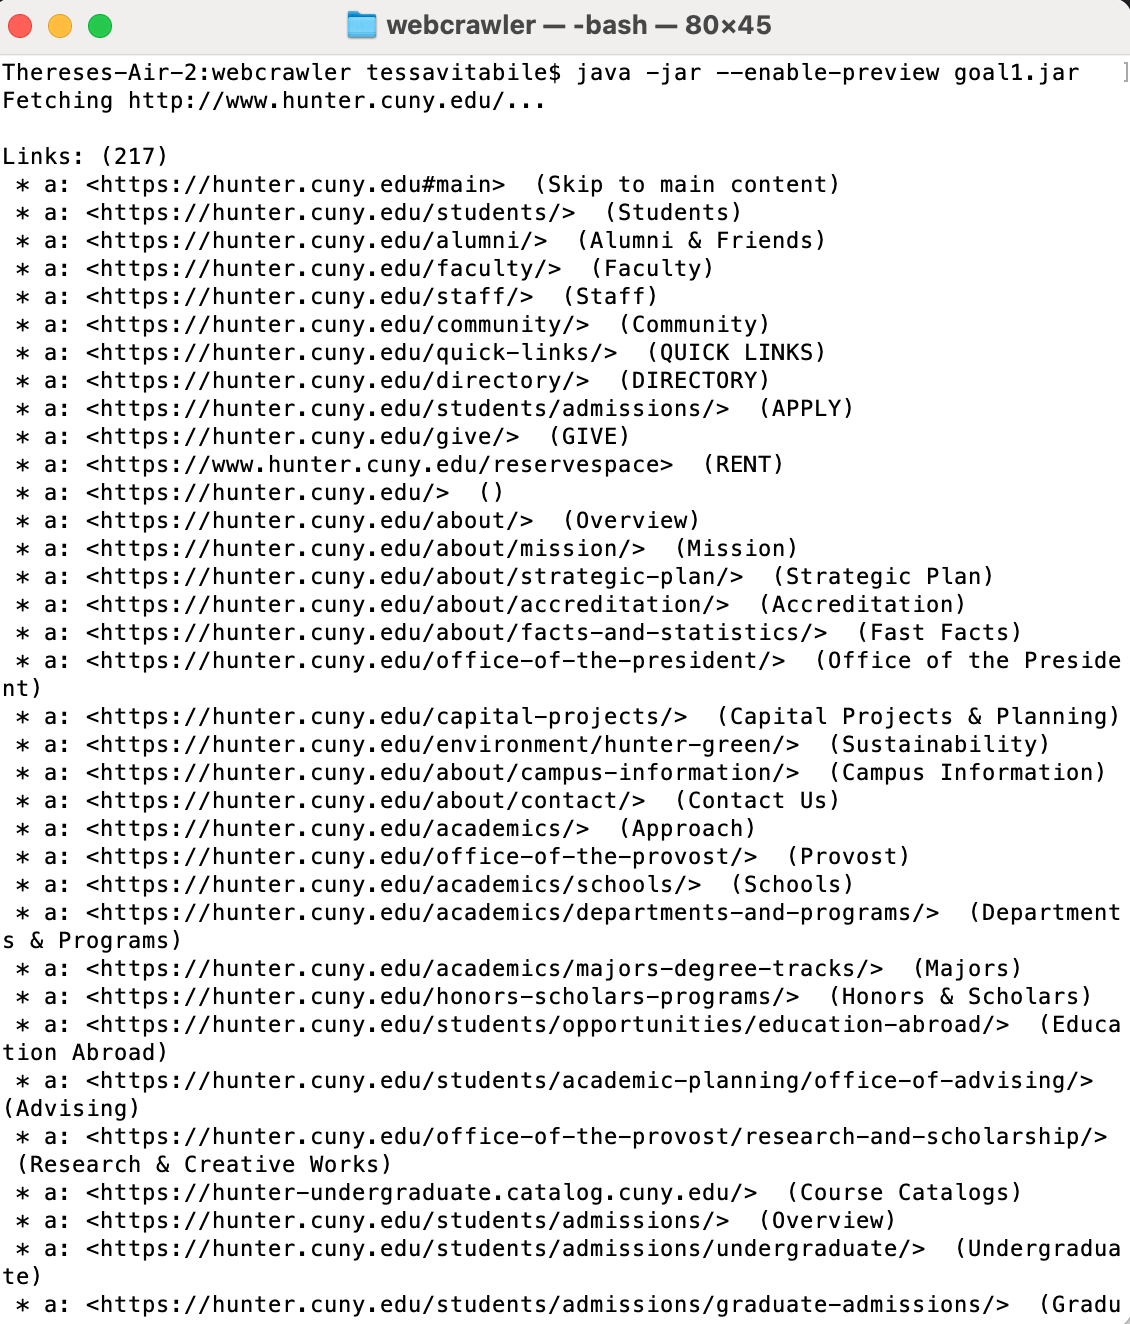 webcrawler — -bash — 80×45
Thereses-Air-2:webcrawler tessavitabile$ java -jar --enable-preview goal1.jar   ]
Fetching http://www.hunter.cuny.edu/...

Links: (217)
 * a: <https://hunter.cuny.edu#main>  (Skip to main content)
 * a: <https://hunter.cuny.edu/students/>  (Students)
 * a: <https://hunter.cuny.edu/alumni/>  (Alumni & Friends)
 * a: <https://hunter.cuny.edu/faculty/>  (Faculty)
 * a: <https://hunter.cuny.edu/staff/>  (Staff)
 * a: <https://hunter.cuny.edu/community/>  (Community)
 * a: <https://hunter.cuny.edu/quick-links/>  (QUICK LINKS)
 * a: <https://hunter.cuny.edu/directory/>  (DIRECTORY)
 * a: <https://hunter.cuny.edu/students/admissions/>  (APPLY)
 * a: <https://hunter.cuny.edu/give/>  (GIVE)
 * a: <https://www.hunter.cuny.edu/reservespace>  (RENT)
 * a: <https://hunter.cuny.edu/>  ()
 * a: <https://hunter.cuny.edu/about/>  (Overview)
 * a: <https://hunter.cuny.edu/about/mission/>  (Mission)
 * a: <https://hunter.cuny.edu/about/strategic-plan/>  (Strategic Plan)
 * a: <https://hunter.cuny.edu/about/accreditation/>  (Accreditation)
 * a: <https://hunter.cuny.edu/about/facts-and-statistics/>  (Fast Facts)
 * a: <https://hunter.cuny.edu/office-of-the-president/>  (Office of the Preside
nt)
 * a: <https://hunter.cuny.edu/capital-projects/>  (Capital Projects & Planning)
 * a: <https://hunter.cuny.edu/environment/hunter-green/>  (Sustainability)
 * a: <https://hunter.cuny.edu/about/campus-information/>  (Campus Information)
 * a: <https://hunter.cuny.edu/about/contact/>  (Contact Us)
 * a: <https://hunter.cuny.edu/academics/>  (Approach)
 * a: <https://hunter.cuny.edu/office-of-the-provost/>  (Provost)
 * a: <https://hunter.cuny.edu/academics/schools/>  (Schools)
 * a: <https://hunter.cuny.edu/academics/departments-and-programs/>  (Department
s & Programs)
 * a: <https://hunter.cuny.edu/academics/majors-degree-tracks/>  (Majors)
 * a: <https://hunter.cuny.edu/honors-scholars-programs/>  (Honors & Scholars)
 * a: <https://hunter.cuny.edu/students/opportunities/education-abroad/>  (Educa
tion Abroad)
 * a: <https://hunter.cuny.edu/students/academic-planning/office-of-advising/>
(Advising)
 * a: <https://hunter.cuny.edu/office-of-the-provost/research-and-scholarship/>
 (Research & Creative Works)
 * a: <https://hunter-undergraduate.catalog.cuny.edu/>  (Course Catalogs)
 * a: <https://hunter.cuny.edu/students/admissions/>  (Overview)
 * a: <https://hunter.cuny.edu/students/admissions/undergraduate/>  (Undergradua
te)
 * a: <https://hunter.cuny.edu/students/admissions/graduate-admissions/>  (Gradu